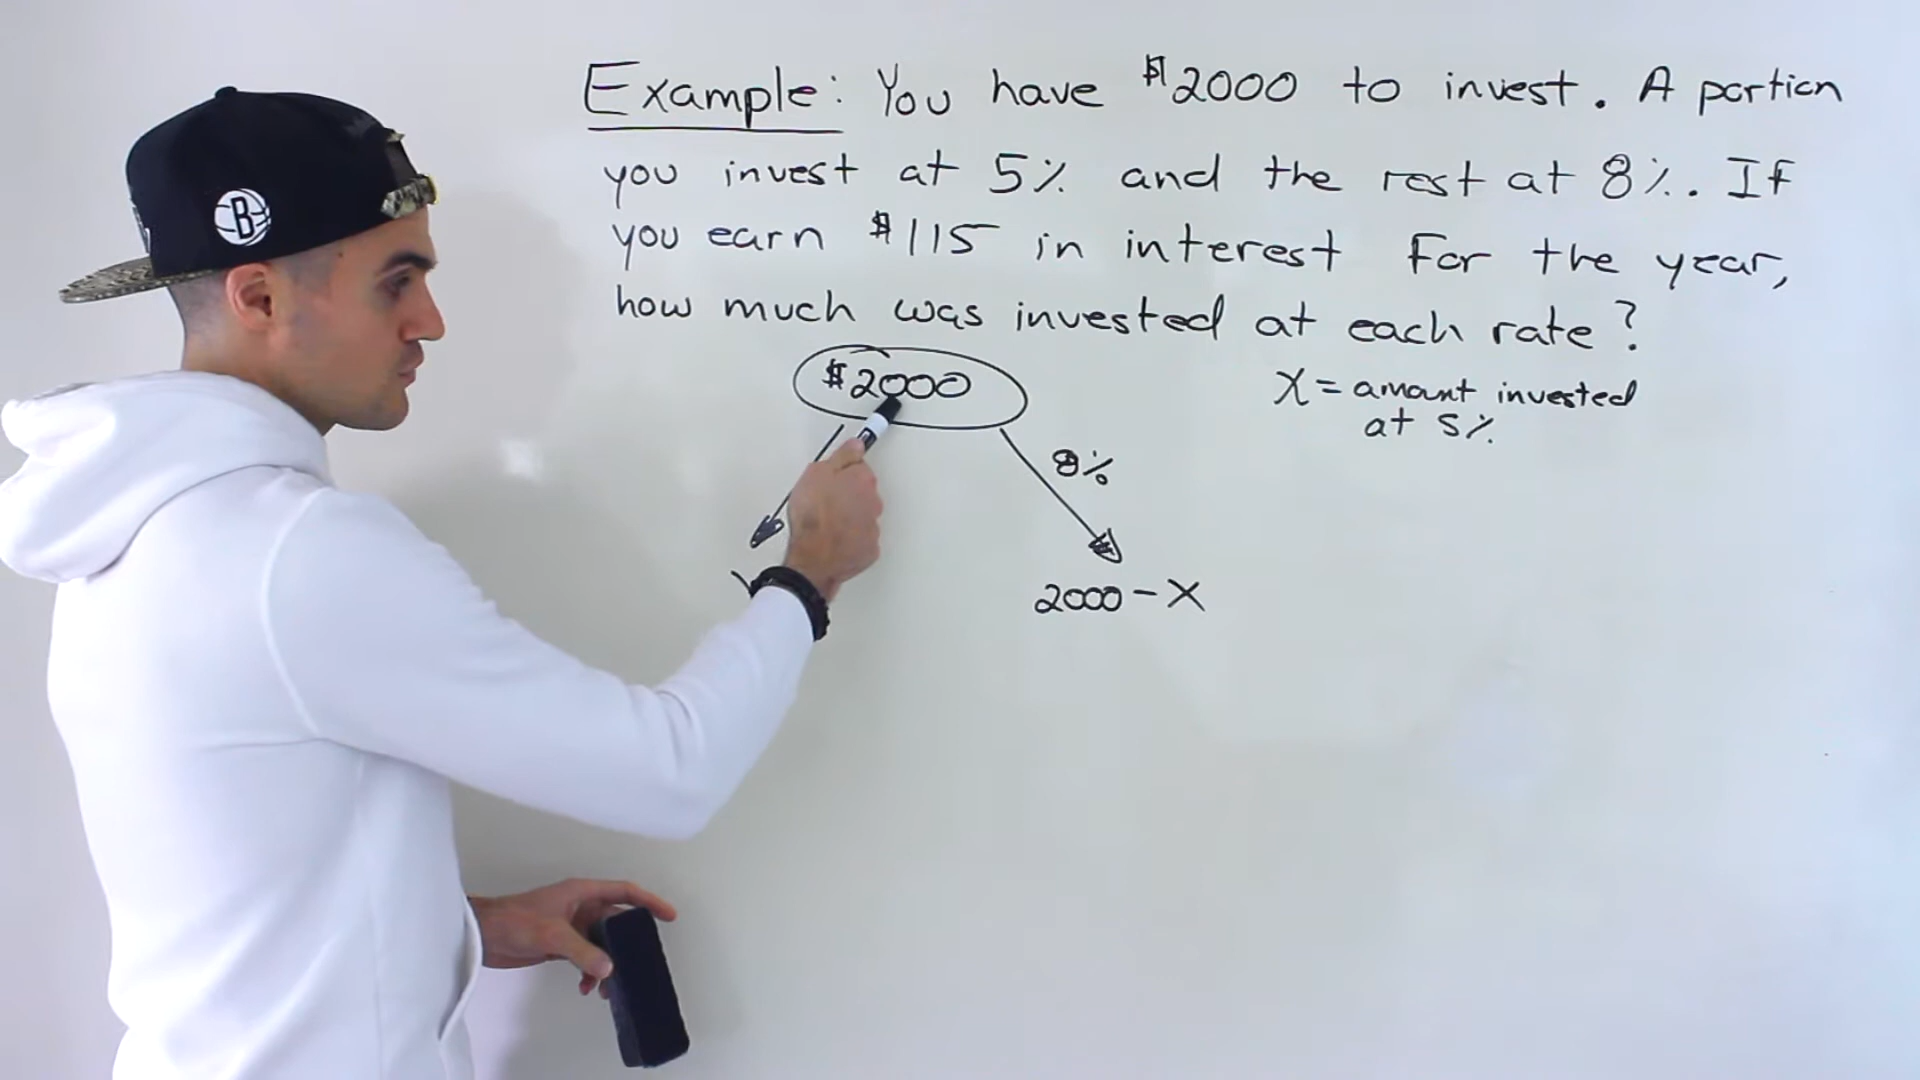 Example: You have $2000 to invest. A portion
you invest at 5% and the rest at 8%. If
you earn $115 in interest for the year,
how much was invested at each rate?
$2000
X = amount invested
at 5%
8%
2000 - X
B